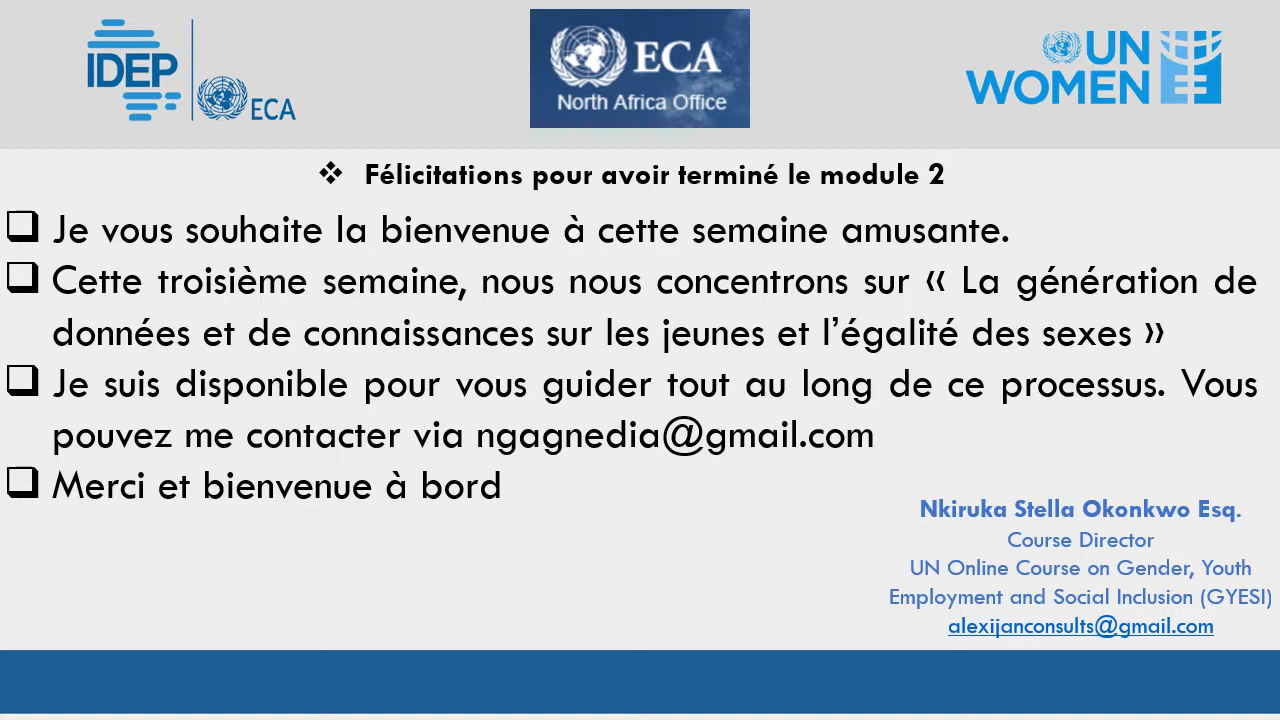 IDEP
ECA
ECA
North Africa Office
UN
WOMEN
Félicitations pour avoir terminé le module 2
Je vous souhaite la bienvenue à cette semaine amusante.
Cette troisième semaine, nous nous concentrons sur « La génération de
données et de connaissances sur les jeunes et l’égalité des sexes »
Je suis disponible pour vous guider tout au long de ce processus. Vous
pouvez me contacter via ngagnedia@gmail.com
Merci et bienvenue à bord
Nkiruka Stella Okonkwo Esq.
Course Director
UN Online Course on Gender, Youth
Employment and Social Inclusion (GYESI)
alexijanconsults@gmail.com